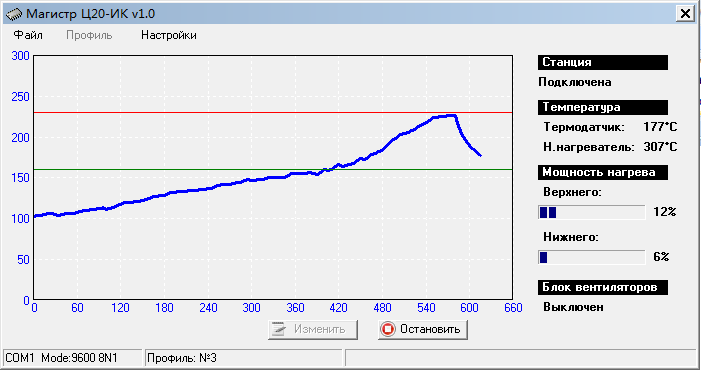 Магистр Ц20-ИК v1.0
Файл Профиль Настройки
300
250
200
150
100
50
0
0 60 120 180 240 300 360 420 480 540 600 660
Станция
Подключена
Температура
Термодатчик: 177*C
Н.нагреватель: 307*C
Мощность нагрева
Верхнего:
12%
Нижнего:
6%
Блок вентиляторов
Выключен
Изменить Остановить
COM1 Mode:9600 8N1 Профиль: №3